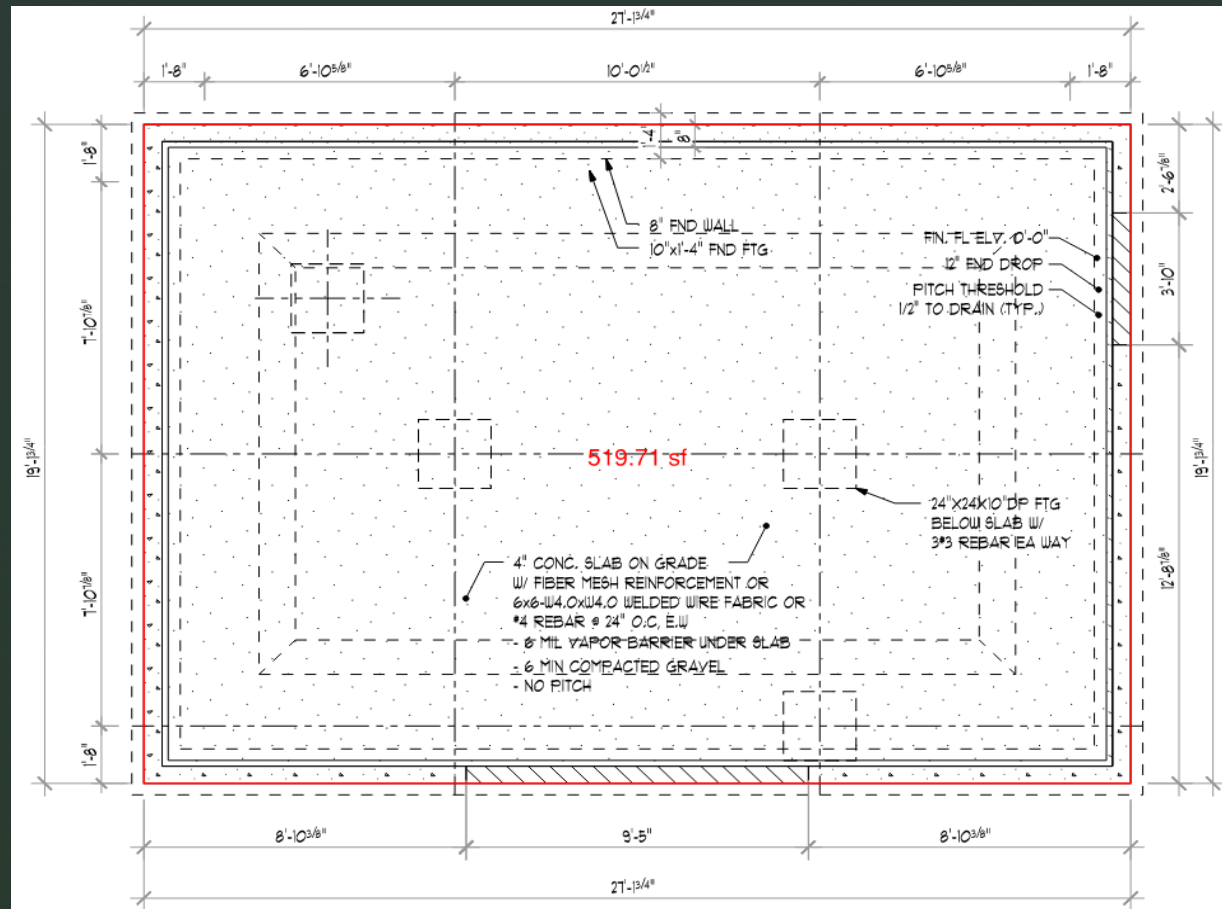 27'-1 3/4"
1'-8"
6'-10 5/8"
10'-0 1/2"
6'-10 5/8"
1'-8"
1'-8"
7'-10 7/8"
7'-10 7/8"
1'-8"
19'-1 3/4"
1'-4"
8"
8" FND WALL
10"x1'-4" FND FTG
FIN. FL ELV. 0'-0"
12" FND DROP
PITCH THRESHOLD
1/2" TO DRAIN (TYP.)
2'-6 7/8"
3'-10"
12'-8 7/8"
19'-1 3/4"
519.71 sf
24"X24X10" DP FTG
BELOW SLAB W/
3#3 REBAR EA WAY
4" CONC. SLAB ON GRADE
W/ FIBER MESH REINFORCEMENT OR
6x6-W4.0xW4.0 WELDED WIRE FABRIC OR
#4 REBAR @ 24" O.C. E.W
- 6 MIL VAPOR BARRIER UNDER SLAB
- 6 MIN COMPACTED GRAVEL
- NO PITCH
8'-10 3/8"
9'-5"
8'-10 3/8"
27'-1 3/4"